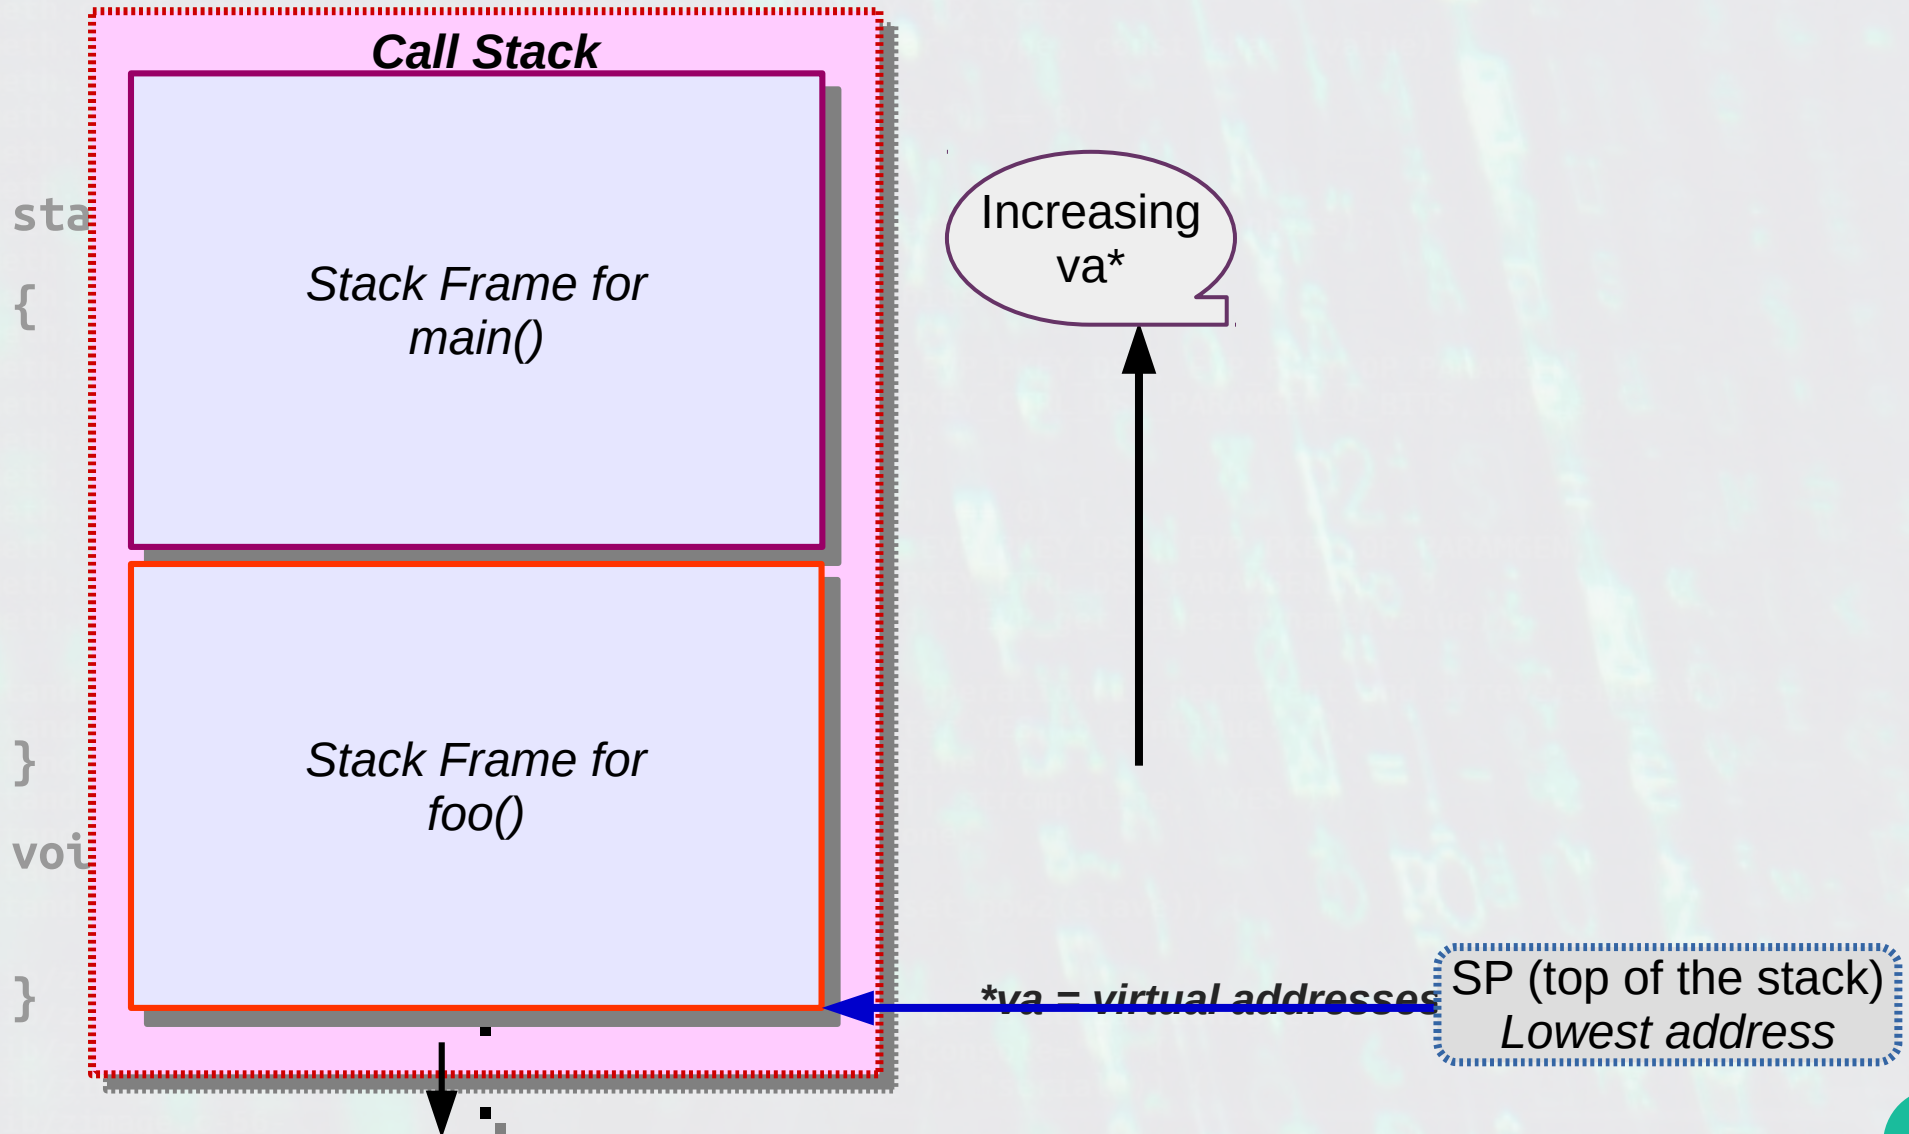 Call Stack
sta
{
Stack Frame for
main()
Increasing
va*
}
Stack Frame for
foo()
voi
}
*va = virtual addresses
SP (top of the stack)
Lowest address